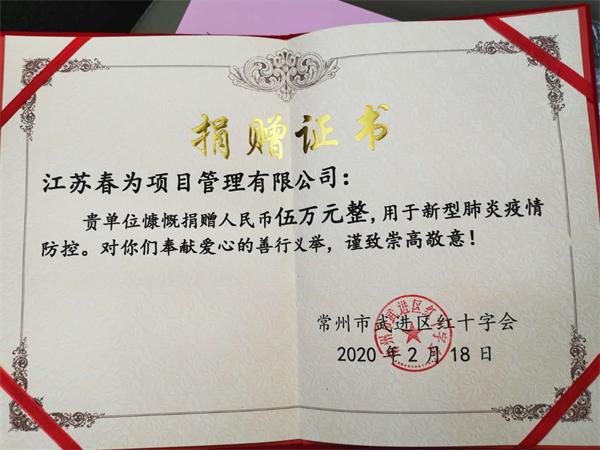 捐赠证书
江苏春为项目管理有限公司：
贵单位慷慨捐赠人民币伍万元整，用于新型肺炎疫情
防控。对你们奉献爱心的善行义举，谨致崇高敬意！
常州市武进区红十字会
2020年2月18日